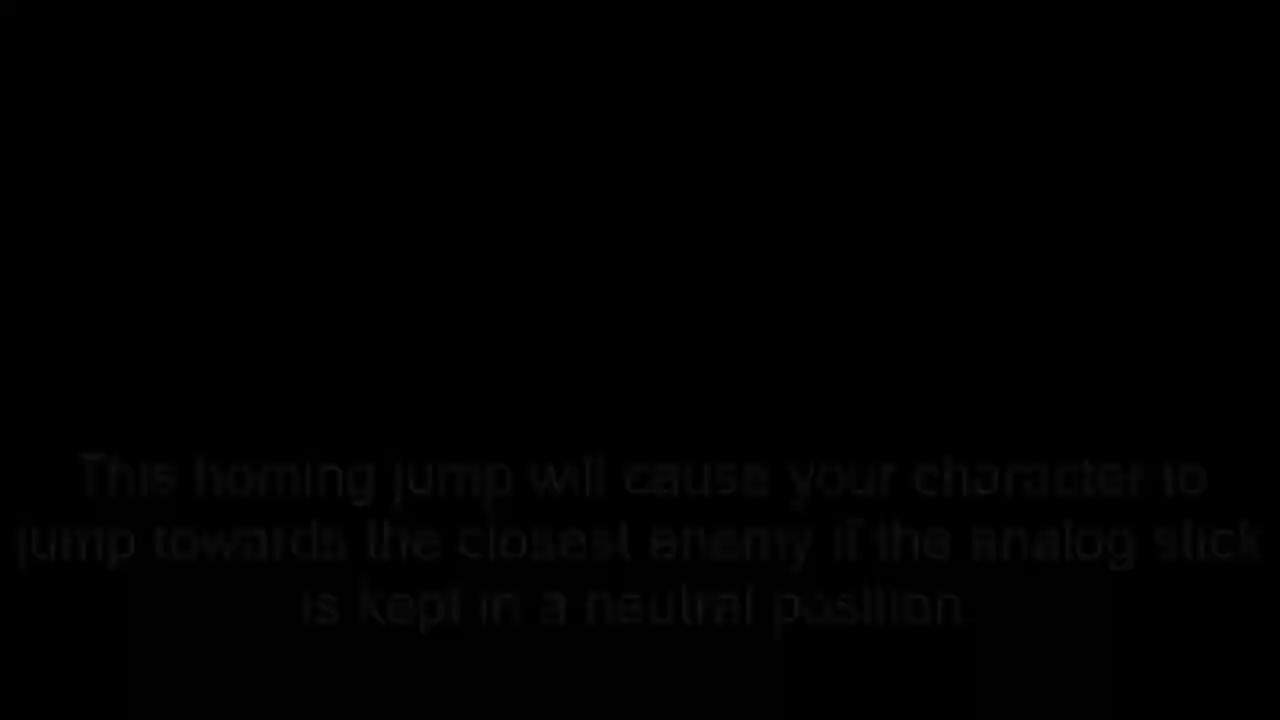 This homing jump will cause your character to
jump towards the closest enemy if the analog stick
is kept in a neutral position.